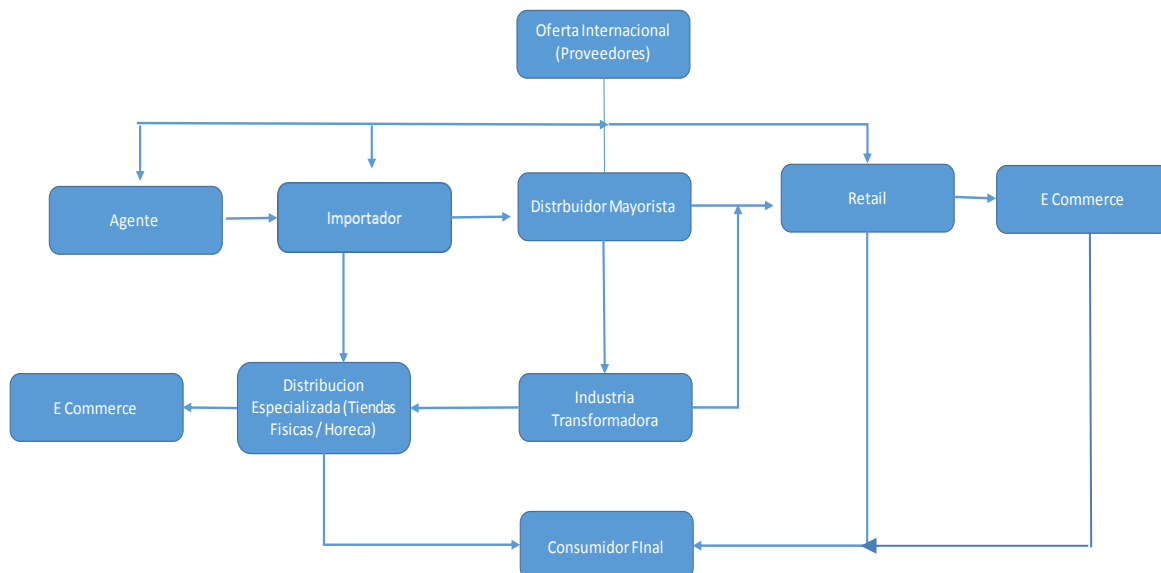 Oferta Internacional
(Proveedores)
Agente
Importador
Distrbuidor Mayorista
Retail
E Commerce
E Commerce
Distribucion
Especializada (Tiendas
Fisicas / Horeca)
Industria
Transformadora
Consumidor FInal